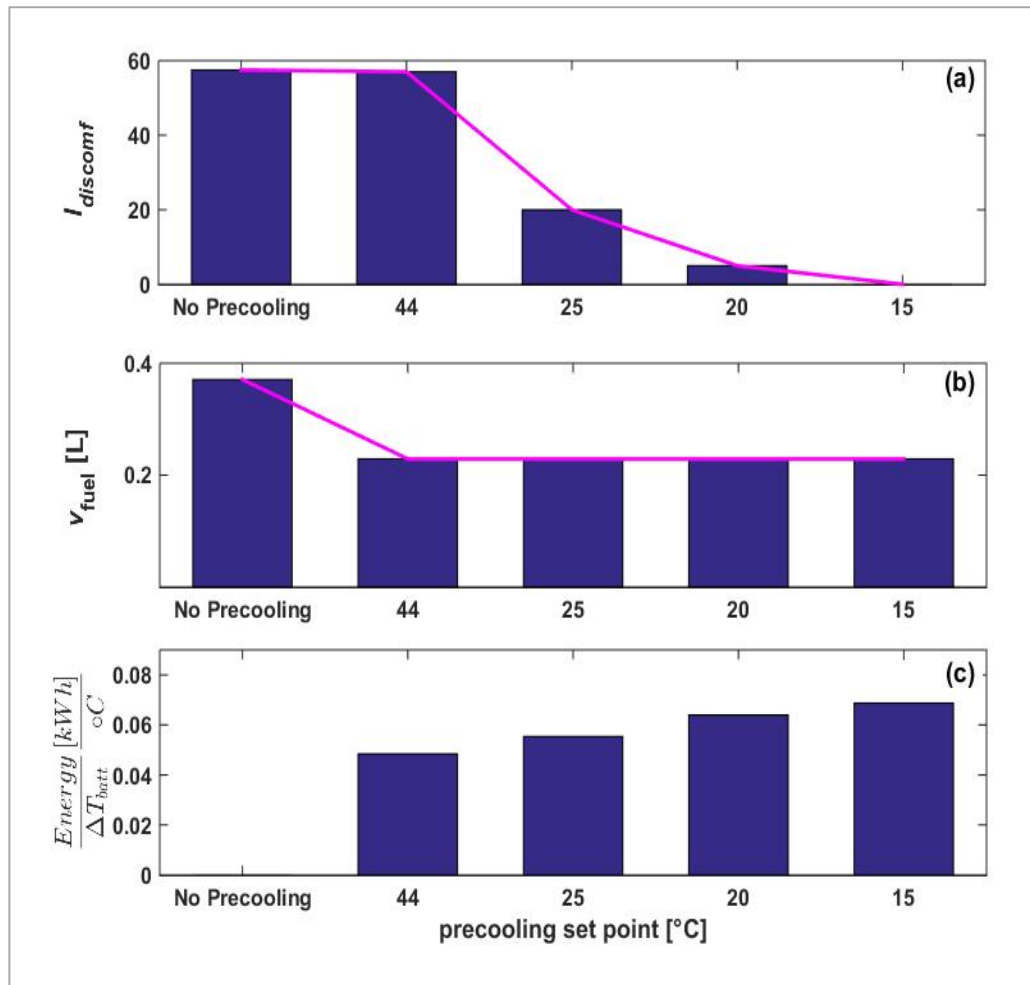 (a)
I_discomf
60
40
20
0
No Precooling 44 25 20 15
(b)
v_fuel [L]
0.4
0.2
No Precooling 44 25 20 15
(c)
Energy [kWh]
ΔT_batt ∘C
0.08
0.06
0.04
0.02
0
No Precooling 44 25 20 15
precooling set point [°C]